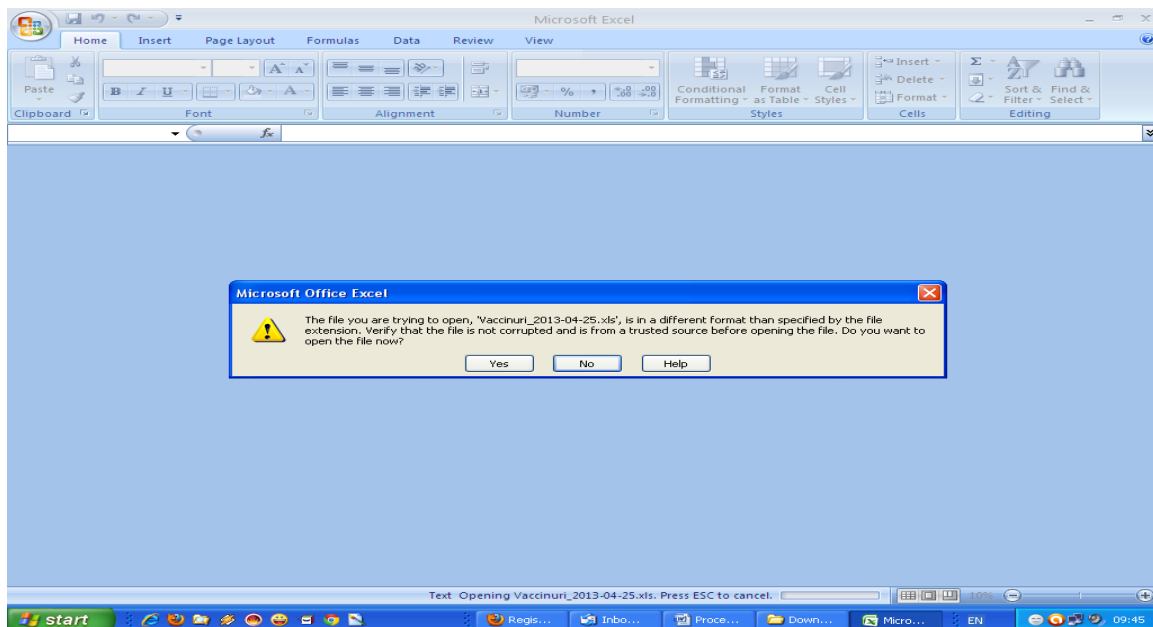 Microsoft Excel
Home Insert Page Layout Formulas Data Review View
Paste
B I U A A A
% , .0 .00 .00 .0
Conditional Formatting
Format as Table
Cell Styles
Insert
Delete
Format
Σ
Sort & Filter
Find & Select
Clipboard Font Alignment Number Styles Cells Editing
fx
Microsoft Office Excel
The file you are trying to open, 'Vaccinuri_2013-04-25.xls', is in a different format than specified by the file
extension. Verify that the file is not corrupted and is from a trusted source before opening the file. Do you want to
open the file now?
Yes No Help
Text Opening Vaccinuri_2013-04-25.xls. Press ESC to cancel. 10%
start Regis... Inbo... Proce... Down... Micro... EN 09:45